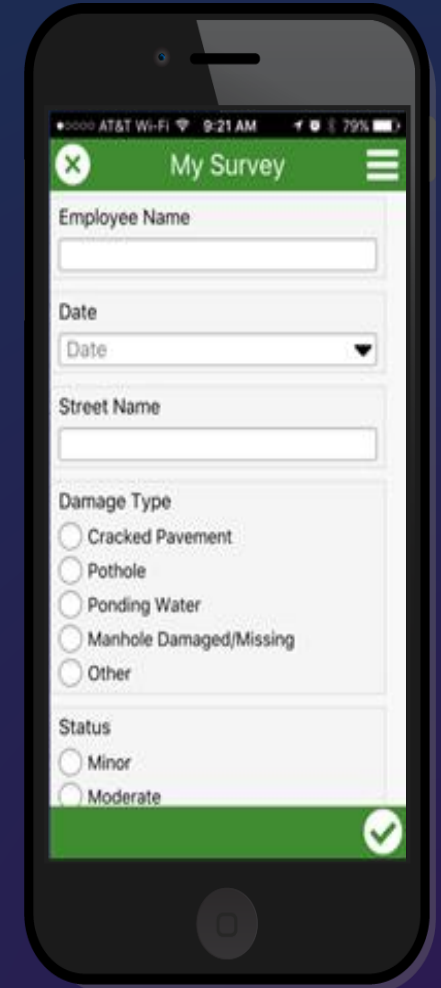 AT&T Wi-Fi 9:21 AM 79%
My Survey
Employee Name
Date
Date
Street Name
Damage Type
Cracked Pavement
Pothole
Ponding Water
Manhole Damaged/Missing
Other
Status
Minor
Moderate